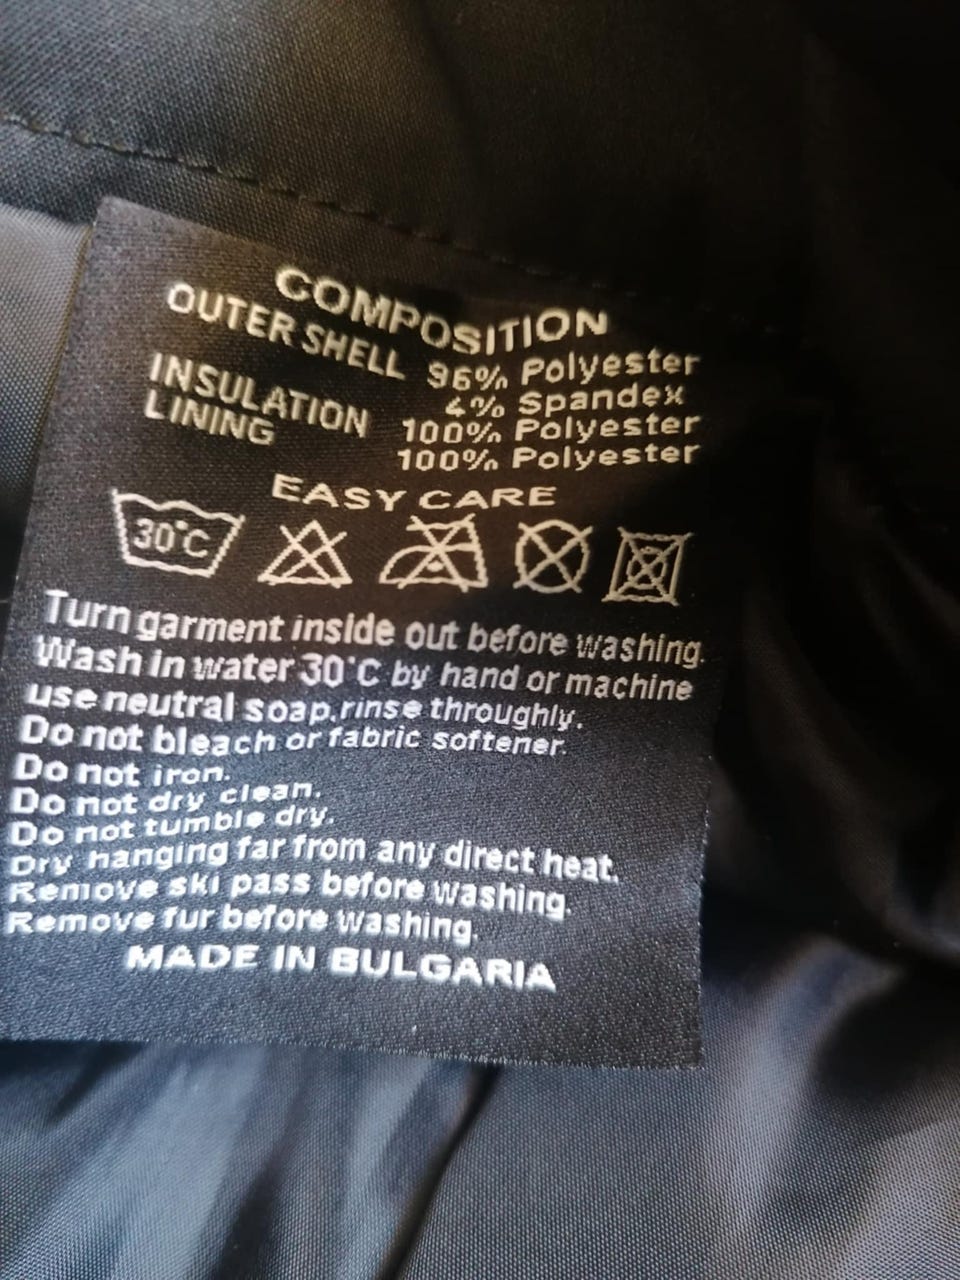 COMPOSITION
OUTER SHELL 96% Polyester
4% Spandex
INSULATION 100% Polyester
LINING 100% Polyester
EASY CARE
30°C
Turn garment inside out before washing.
Wash in water 30°C by hand or machine
use neutral soap,rinse throughly.
Do not bleach or fabric softener.
Do not iron.
Do not dry clean.
Do not tumble dry.
Dry hanging far from any direct heat.
Remove ski pass before washing.
Remove fur before washing.
MADE IN BULGARIA